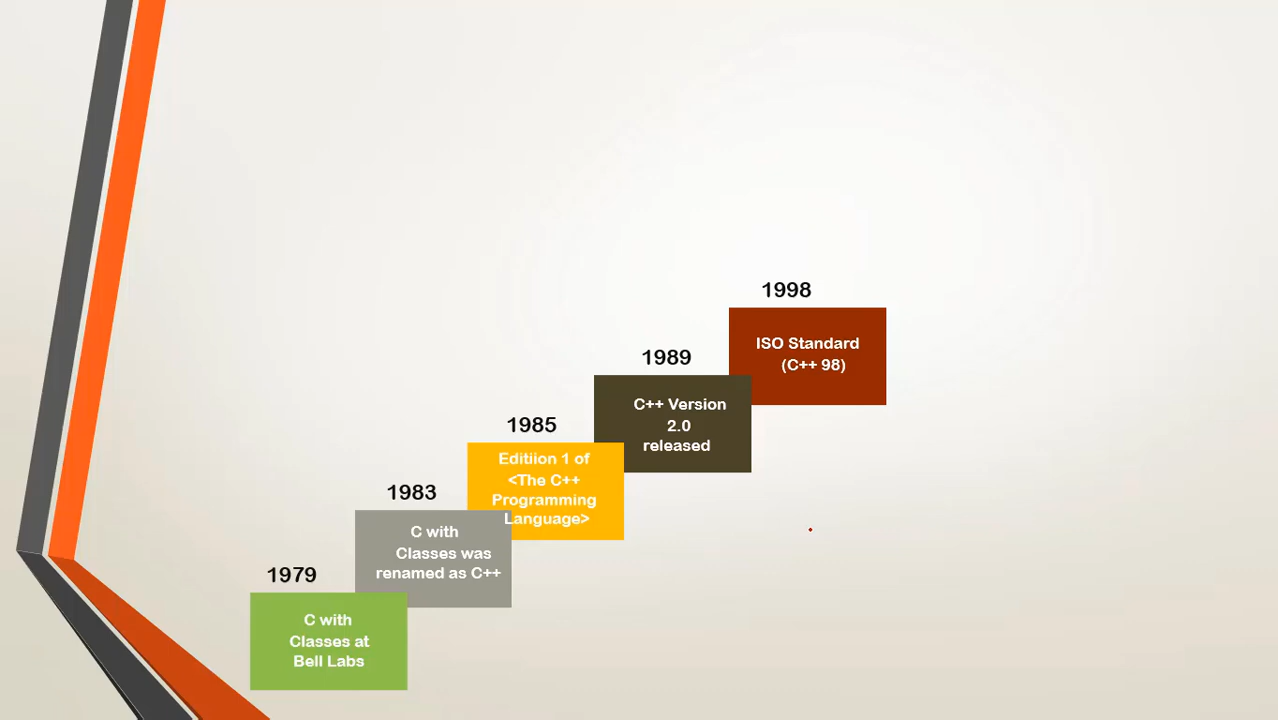 1998
ISO Standard
(C++ 98)
1989
C++ Version
2.0
released
1985
Editiion 1 of
<The C++
Programming
Language>
1983
C with
Classes was
renamed as C++
1979
C with
Classes at
Bell Labs